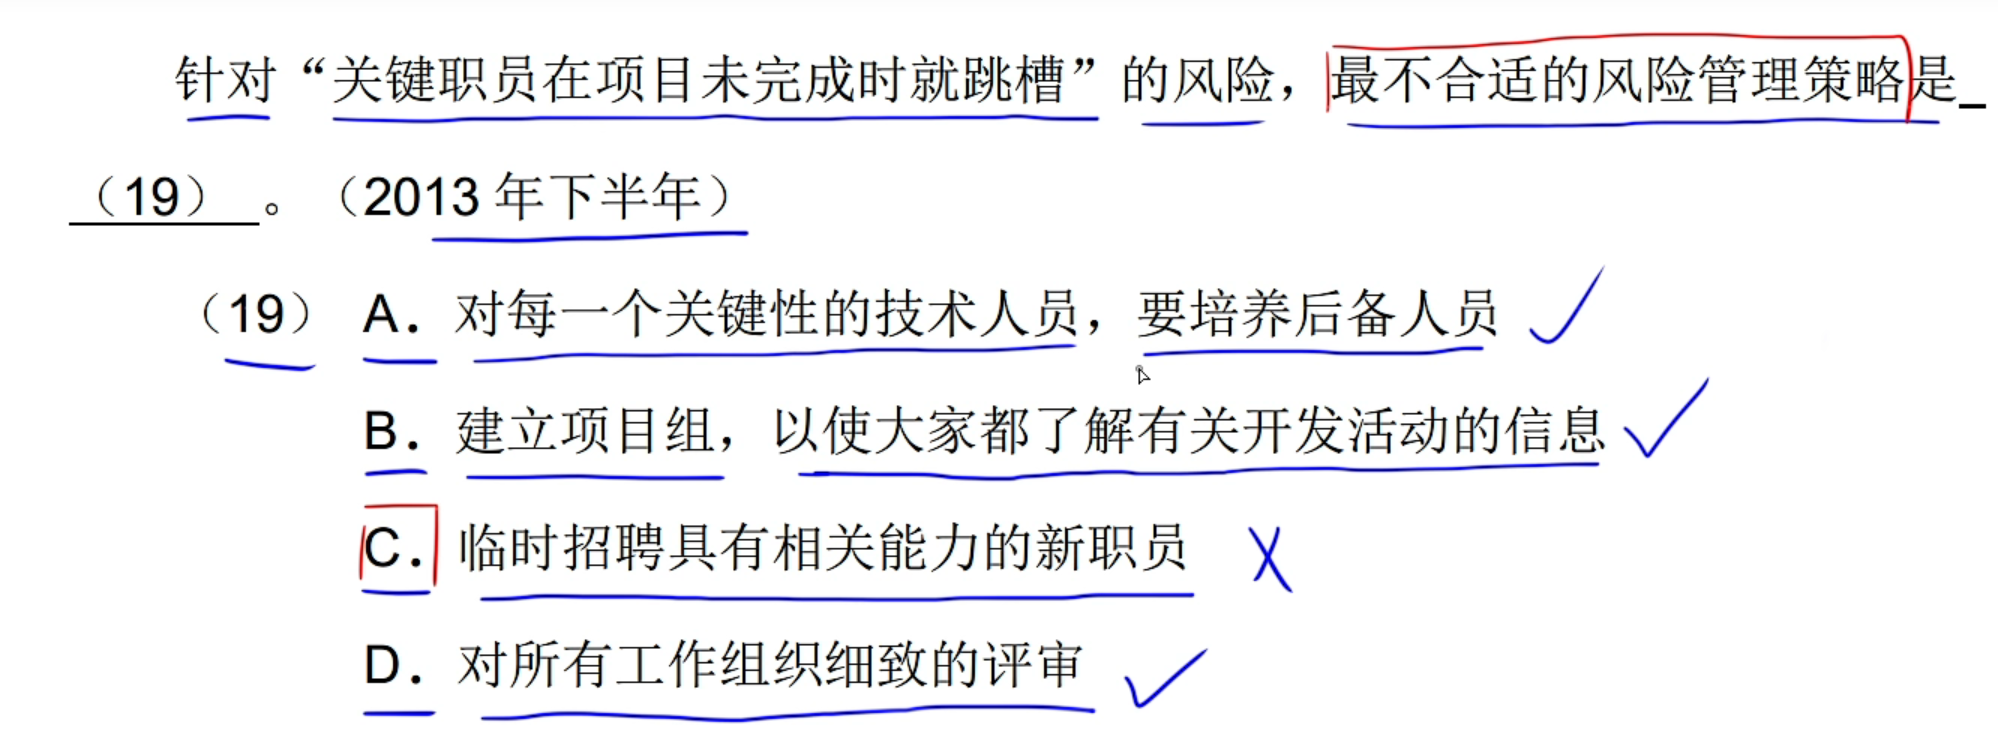 针对“关键职员在项目未完成时就跳槽”的风险，最不合适的风险管理策略是_
（19）。（2013年下半年）
（19） A. 对每一个关键性的技术人员，要培养后备人员
B. 建立项目组，以使大家都了解有关开发活动的信息
C. 临时招聘具有相关能力的新职员
D. 对所有工作组织细致的评审